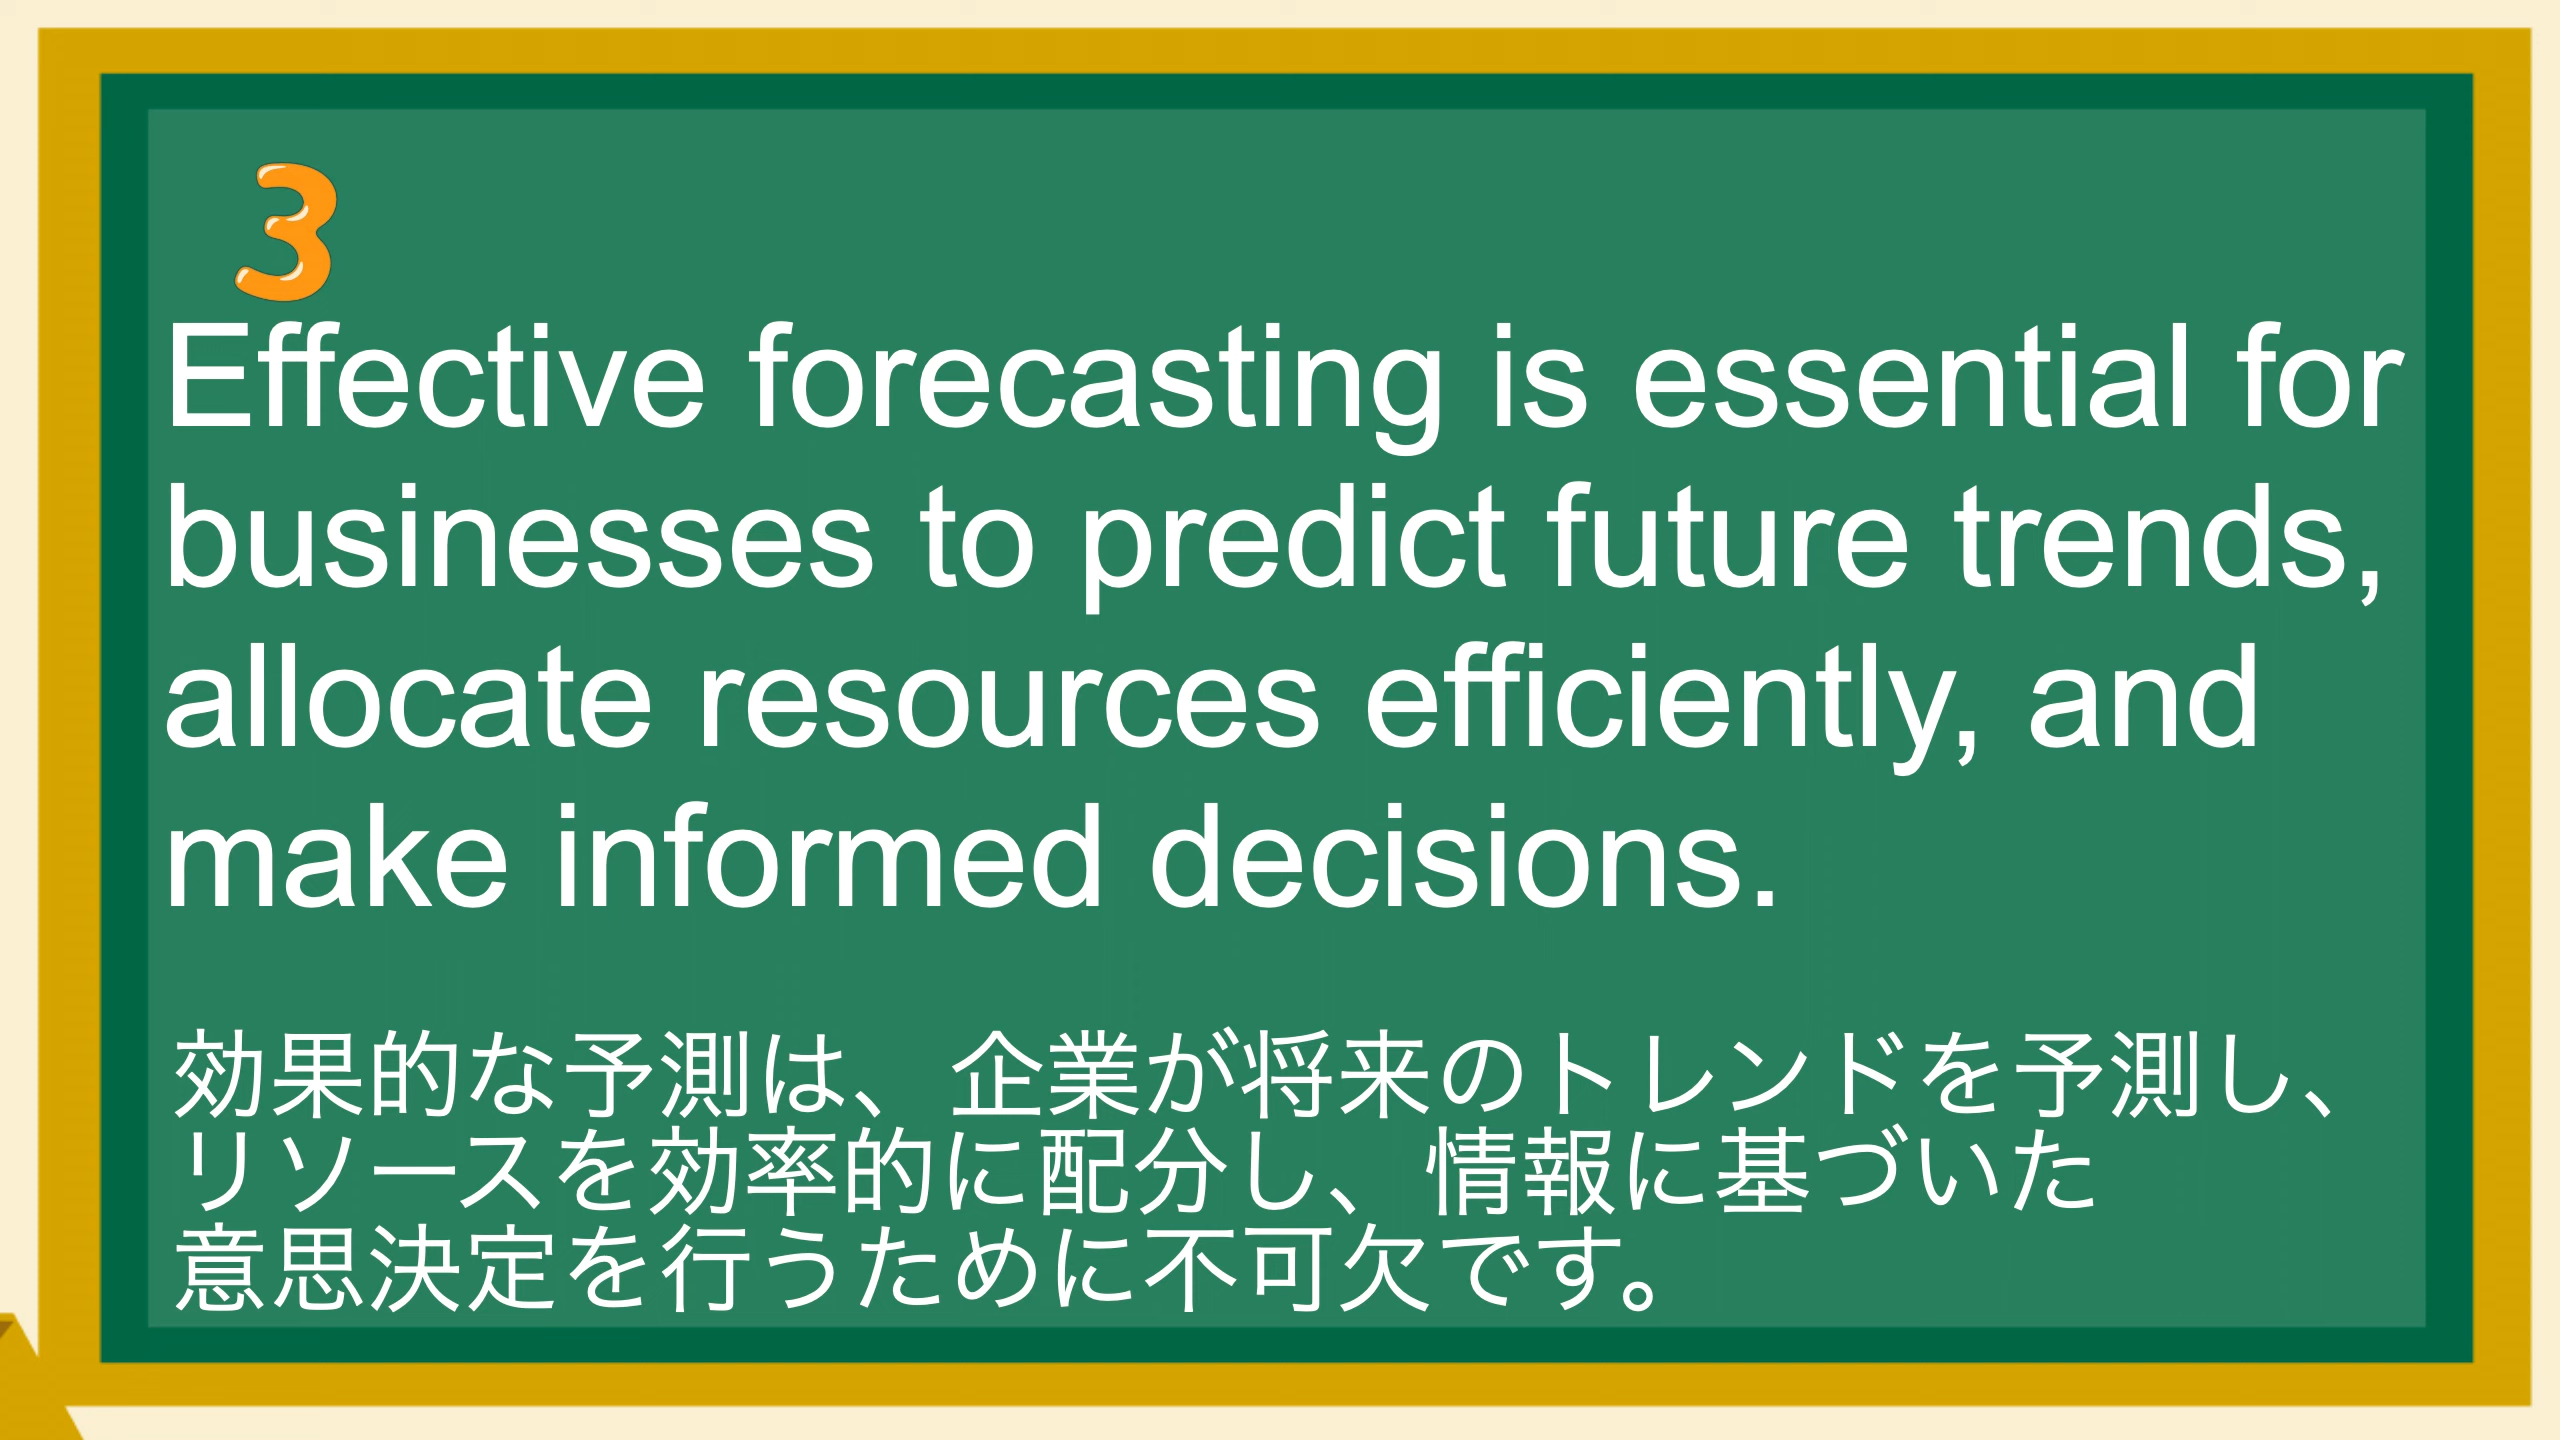 3
Effective forecasting is essential for
businesses to predict future trends,
allocate resources efficiently, and
make informed decisions.
効果的な予測は、企業が将来のトレンドを予測し、
リソースを効率的に配分し、情報に基づいた
意思決定を行うために不可欠です。